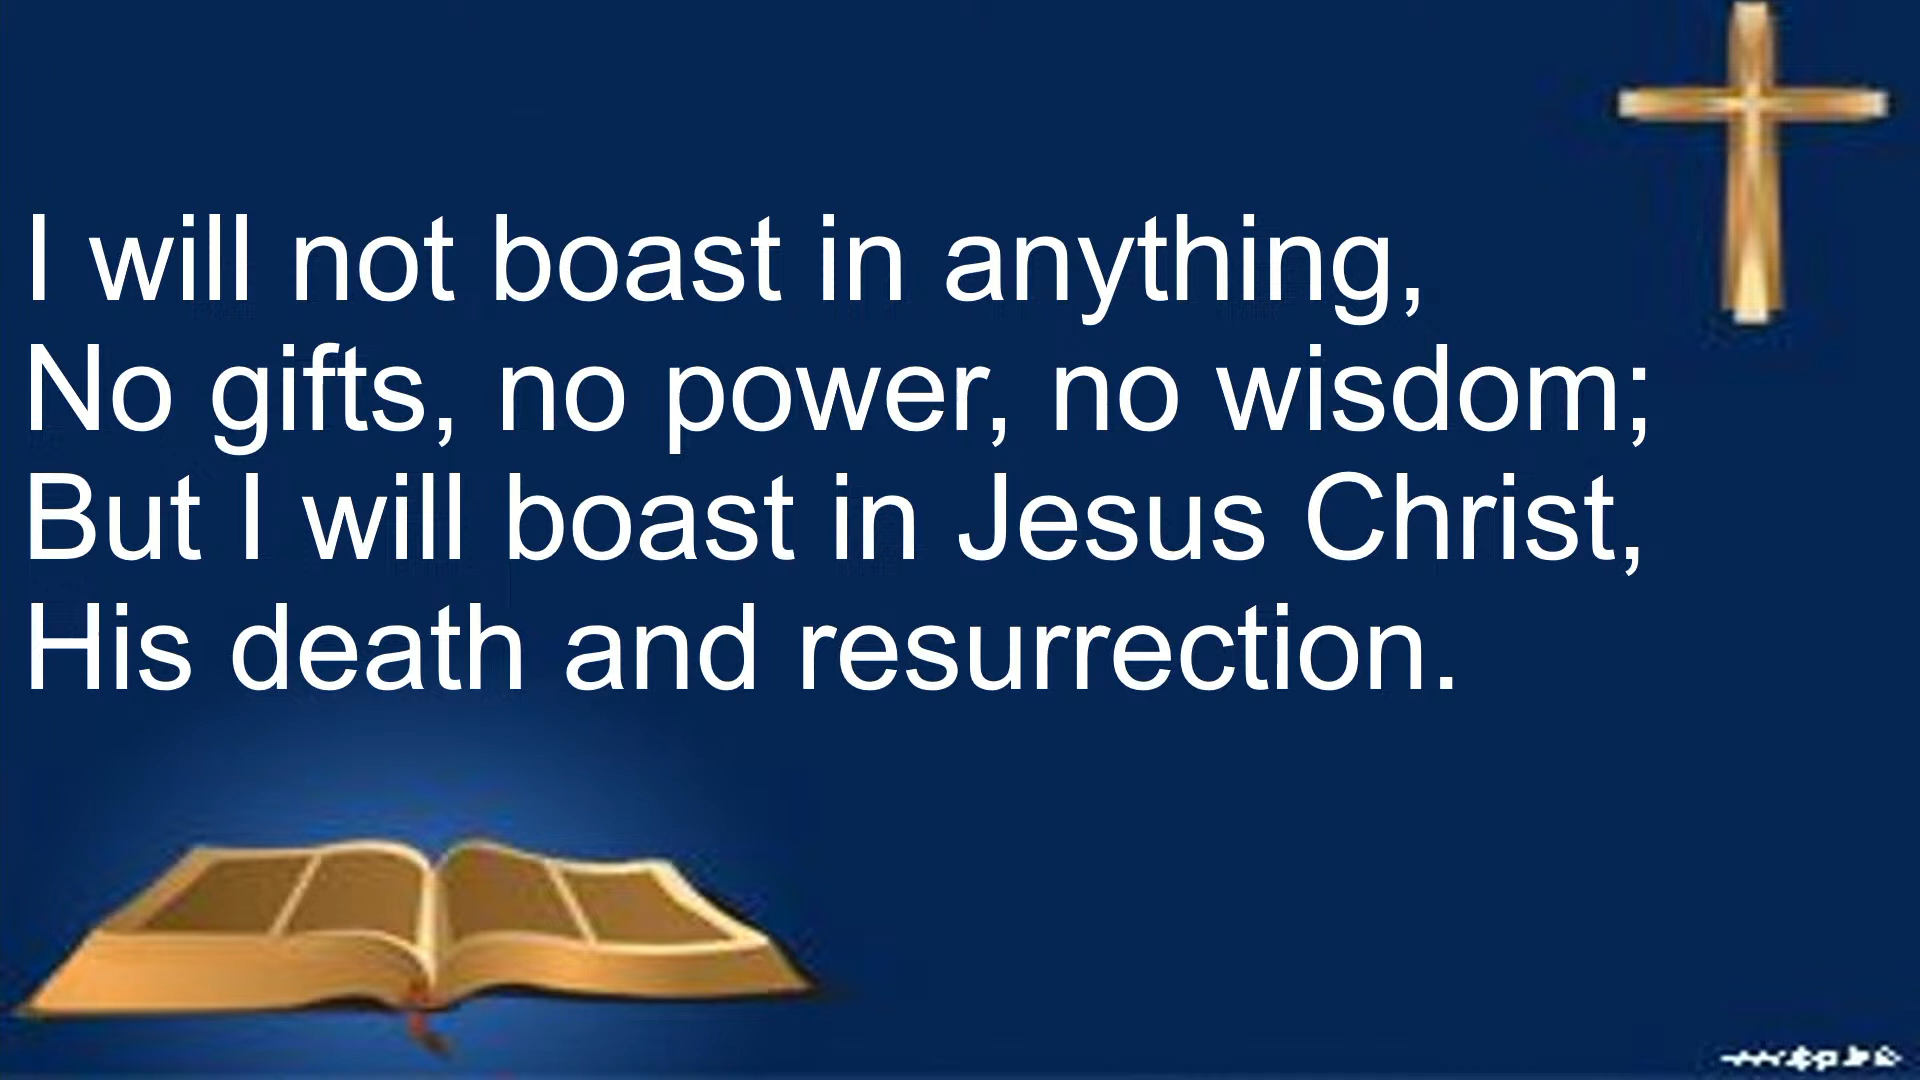 I will not boast in anything,
No gifts, no power, no wisdom;
But I will boast in Jesus Christ,
His death and resurrection.